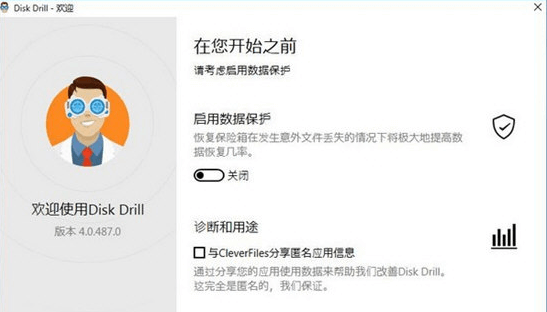 Disk Drill - 欢迎
在您开始之前
请考虑启用数据保护
启用数据保护
恢复保险箱在发生意外文件丢失的情况下将极大地提高数
据恢复几率。
关闭
欢迎使用Disk Drill
版本 4.0.487.0
诊断和用途
与CleverFiles分享匿名应用信息
通过分享您的应用使用数据来帮助我们改善Disk Drill。
这完全是匿名的，我们保证。